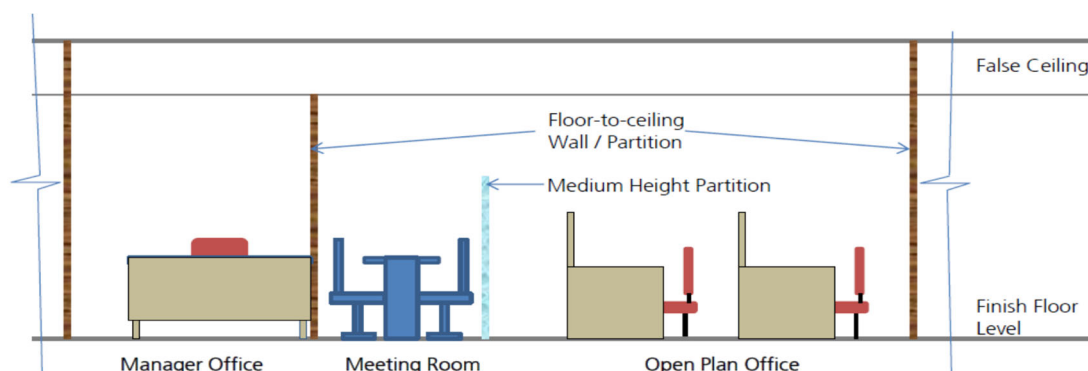 False Ceiling
Floor-to-ceiling
Wall / Partition
Medium Height Partition
Finish Floor
Level
Manager Office
Meeting Room
Open Plan Office